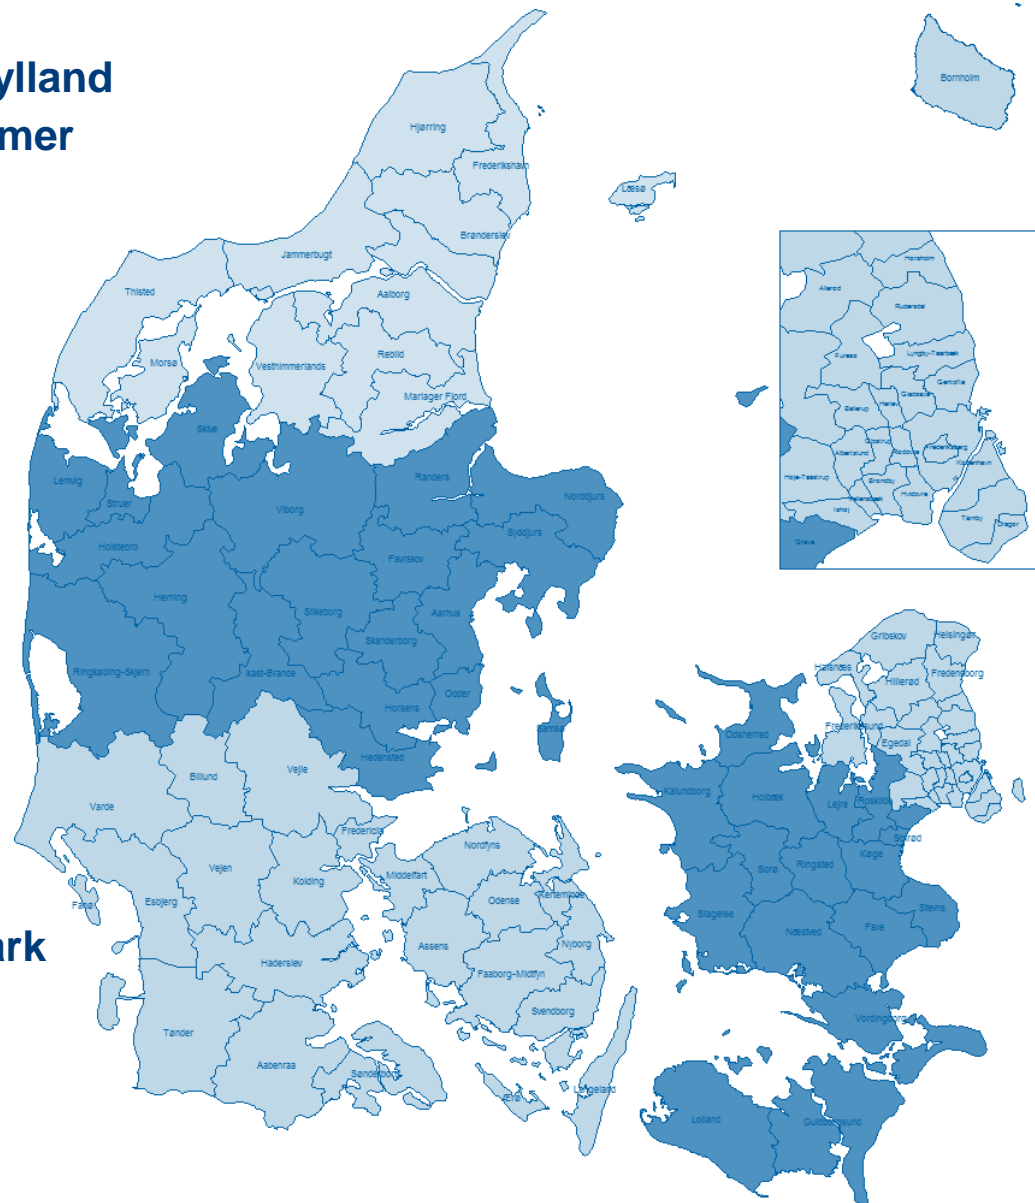 ylland
mer
Bornholm
Hjørring
Frederikshavn
Læsø
Brønderslev
Jammerbugt
Thisted
Aalborg
Morsø
Vesthimmerlands
Rebild
Mariager Fjord
Hørsholm
Allerød
Rudersdal
Furesø
Lyngby-Taarbæk
Gentofte
Gladsaxe
Herlev
Ballerup
Glostrup
Rødovre
Frederiksberg
København
Albertslund
Høje-Taastrup
Brøndby
Hvidovre
Vallensbæk
Ishøj
Tårnby
Dragør
Greve
Skive
Lemvig
Struer
Viborg
Randers
Norddjurs
Syddjurs
Holstebro
Favrskov
Herning
Silkeborg
Aarhus
Skanderborg
Ringkøbing-Skjern
Ikast-Brande
Odder
Horsens
Samsø
Hedensted
Gribskov
Helsingør
Halsnæs
Hillerød
Fredensborg
Frederikssund
Egedal
Odsherred
Kalundborg
Holbæk
Lejre
Roskilde
Solrød
Køge
Ringsted
Sorø
Slagelse
Næstved
Faxe
Stevns
Vordingborg
Lolland
Guldborgsund
Billund
Vejle
Varde
Fredericia
Vejen
Kolding
Fanø
Esbjerg
Nordfyns
Middelfart
Odense
Kerteminde
Nyborg
Assens
Faaborg-Midtfyn
Svendborg
ark
Haderslev
Tønder
Aabenraa
Sønderborg
Ærø
Langeland